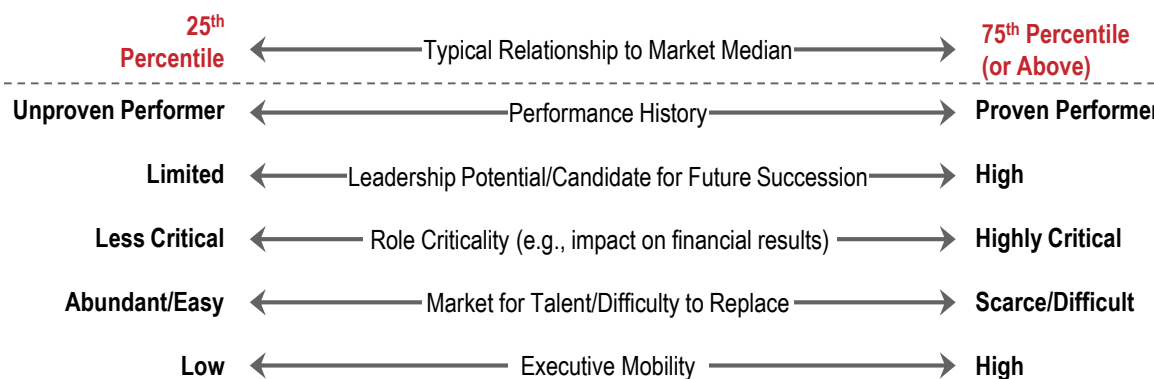 25th Percentile Typical Relationship to Market Median 75th Percentile (or Above)
Unproven Performer Performance History Proven Performer
Limited Leadership Potential/Candidate for Future Succession High
Less Critical Role Criticality (e.g., impact on financial results) Highly Critical
Abundant/Easy Market for Talent/Difficulty to Replace Scarce/Difficult
Low Executive Mobility High